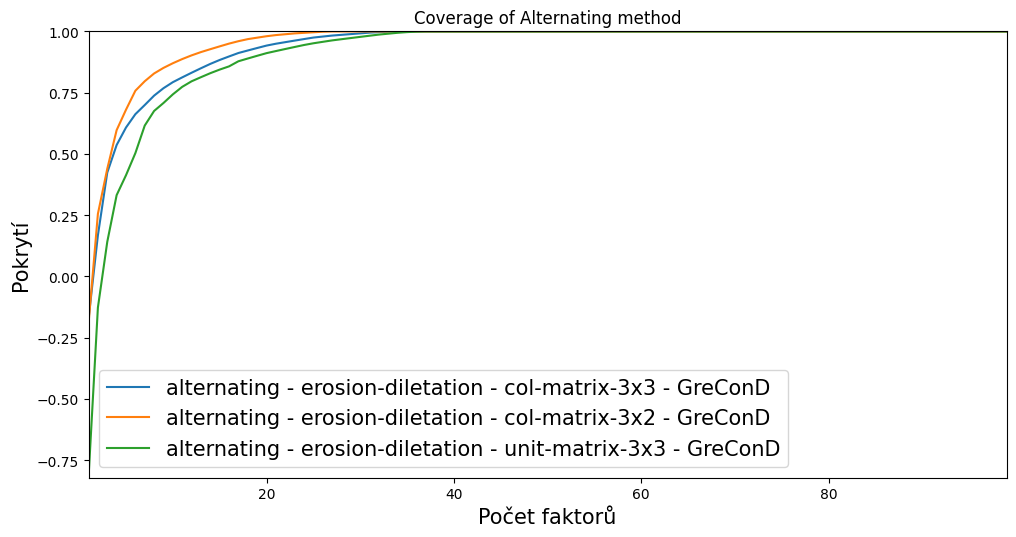 Coverage of Alternating method
1.00
0.75
0.50
0.25
0.00
−0.25
−0.50
−0.75
Pokrytí
alternating - erosion-diletation - col-matrix-3x3 - GreConD
alternating - erosion-diletation - col-matrix-3x2 - GreConD
alternating - erosion-diletation - unit-matrix-3x3 - GreConD
20
40
60
80
Počet faktorů